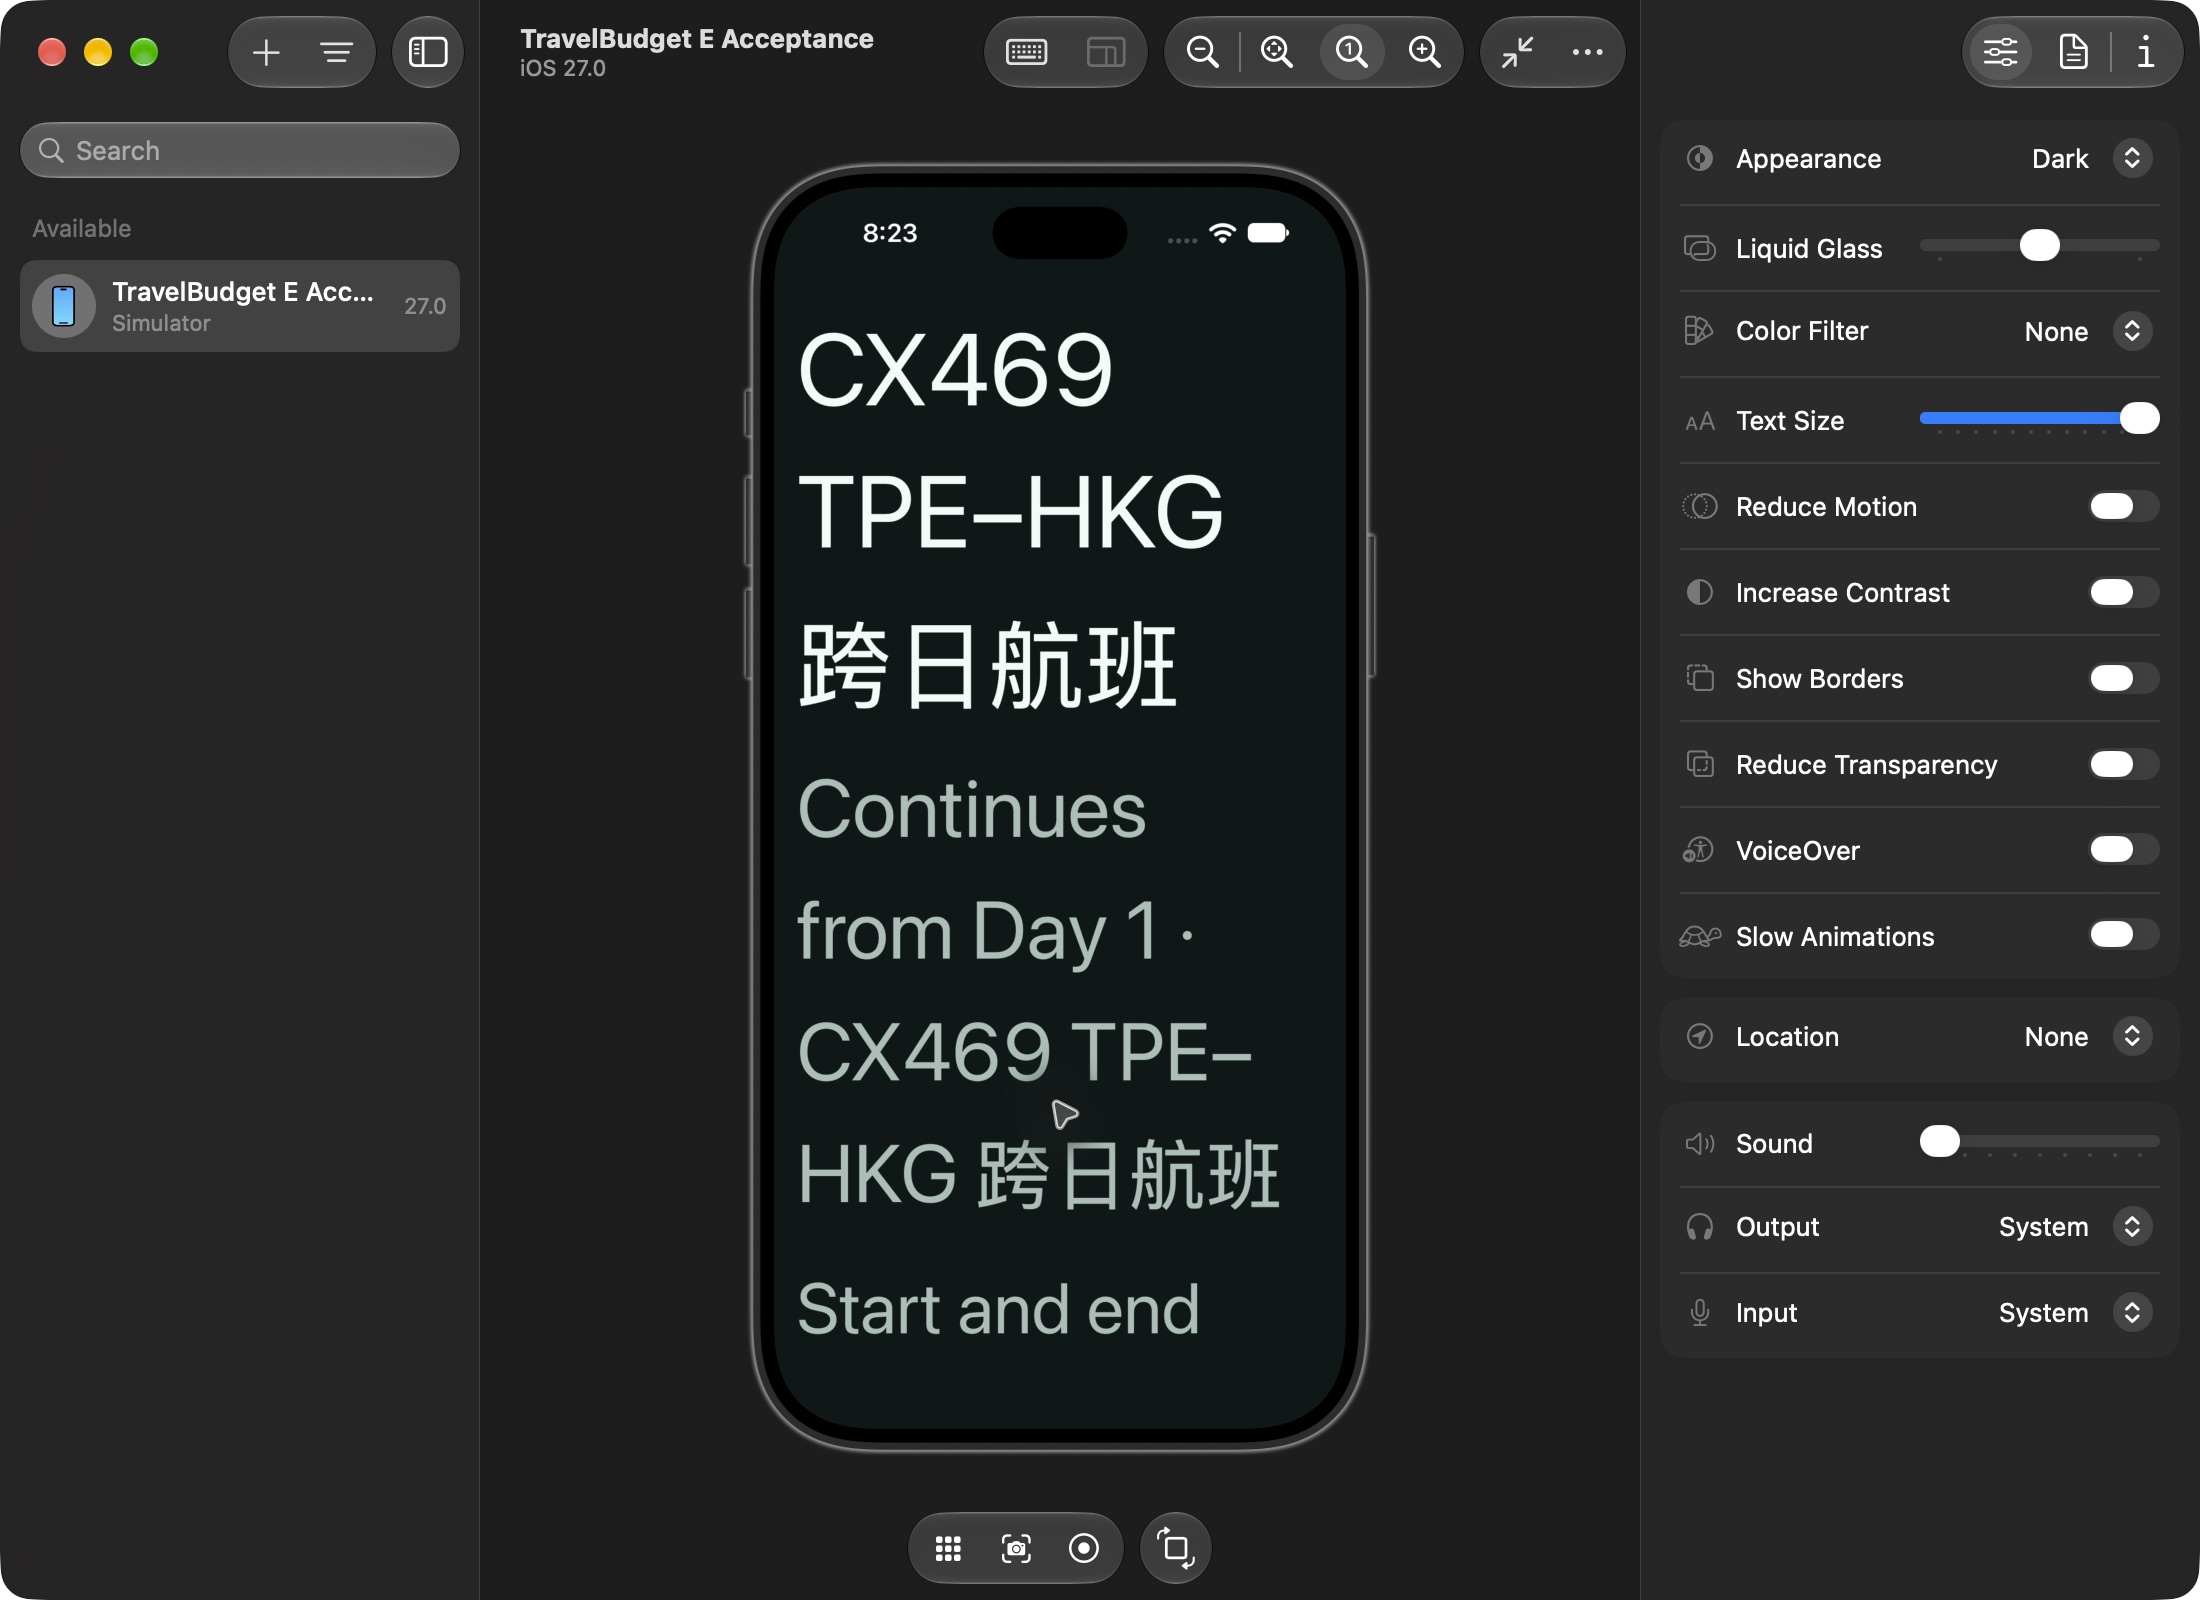 TravelBudget E Acceptance
iOS 27.0
Search
Available
TravelBudget E Acc...
Simulator
27.0
8:23
CX469
TPE–HKG
跨日航班
Continues
from Day 1 ·
CX469 TPE–
HKG 跨日航班
Start and end
Appearance Dark
Liquid Glass
Color Filter None
Text Size
Reduce Motion
Increase Contrast
Show Borders
Reduce Transparency
VoiceOver
Slow Animations
Location None
Sound
Output System
Input System